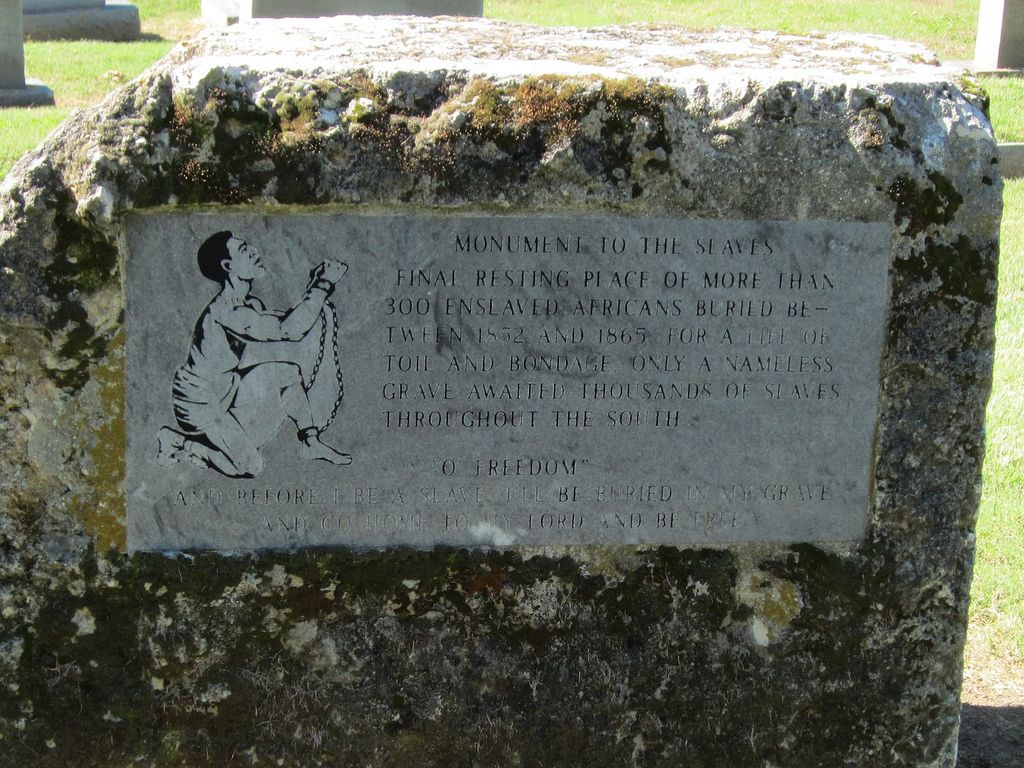 MONUMENT TO THE SLAVES
FINAL RESTING PLACE OF MORE THAN
300 ENSLAVED AFRICANS BURIED BE-
TWEEN 1852 AND 1865. FOR A LIFE OF
TOIL AND BONDAGE, ONLY A NAMELESS
GRAVE AWAITED THOUSANDS OF SLAVES
THROUGHOUT THE SOUTH.
"O' FREEDOM"
AND BEFORE I BE A SLAVE, I'LL BE BURIED IN MY GRAVE
AND GO HOME TO MY LORD AND BE FREE